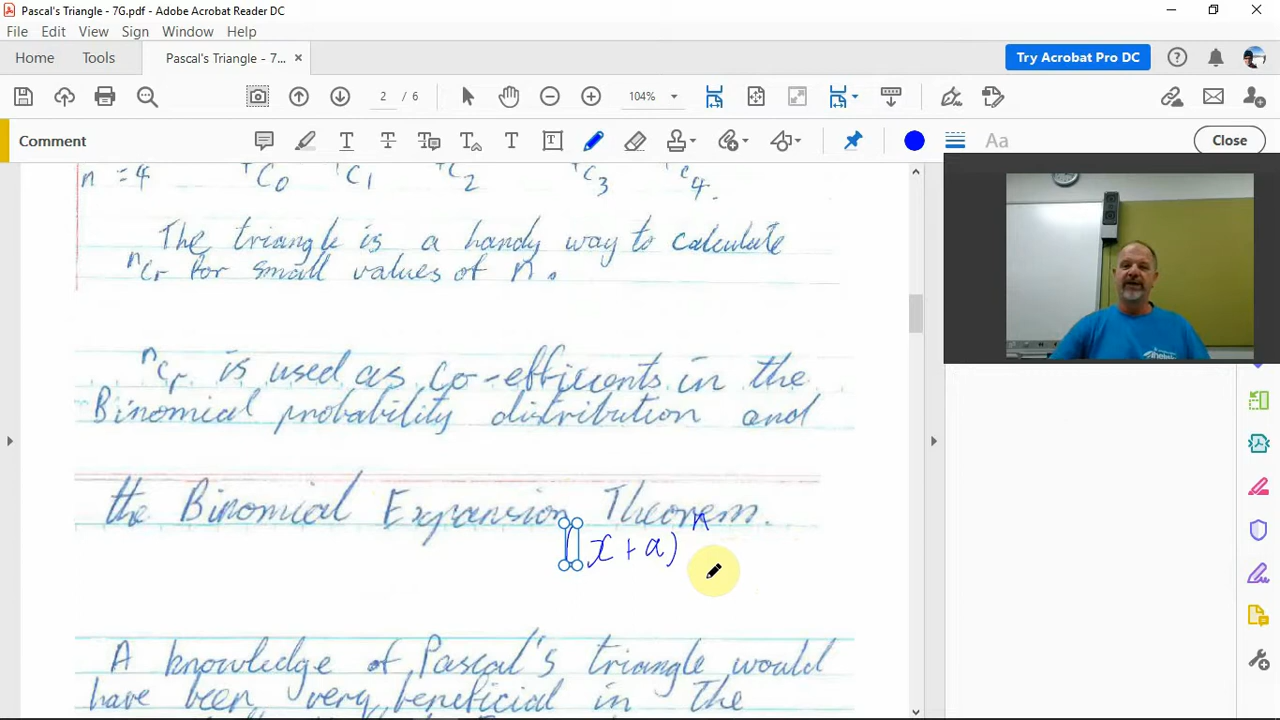 Pascal's Triangle - 7G.pdf - Adobe Acrobat Reader DC
File Edit View Sign Window Help
Home Tools Pascal's Triangle - 7... × Try Acrobat Pro DC
2 / 6 104%
Comment Aa Close
n = 4 ⁴C₀ ⁴C₁ ⁴C₂ ⁴C₃ ⁴C₄.
The triangle is a handy way to calculate
ⁿCr for small values of n.
ⁿCr is used as co-efficents in the
Binomial probability distribution and
the Binomial Expansion Theorem.
(x + a)ⁿ
A knowledge of Pascal's triangle would
have been very beneficial in the